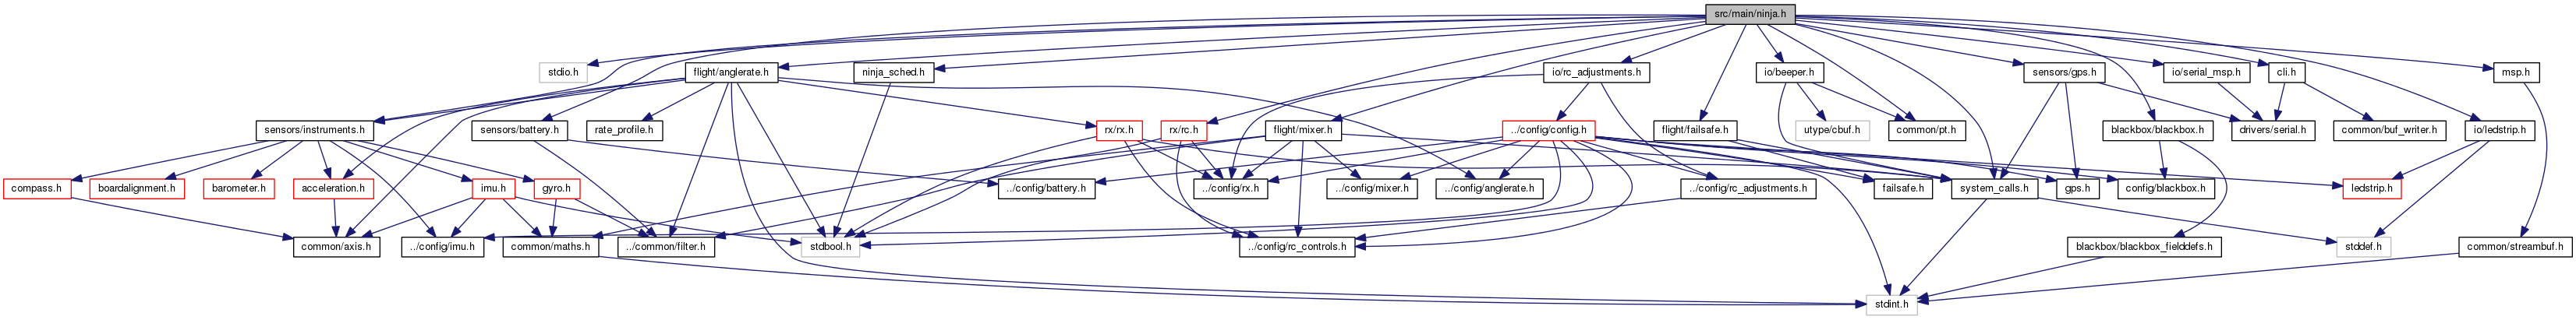 src/main/ninja.h
stdio.h
flight/anglerate.h
ninja_sched.h
io/rc_adjustments.h
io/beeper.h
sensors/gps.h
io/serial_msp.h
cli.h
msp.h
sensors/instruments.h
sensors/battery.h
rate_profile.h
rx/rx.h
rx/rc.h
flight/mixer.h
../config/config.h
flight/failsafe.h
utype/cbuf.h
common/pt.h
blackbox/blackbox.h
drivers/serial.h
common/buf_writer.h
io/ledstrip.h
compass.h
boardalignment.h
barometer.h
acceleration.h
imu.h
gyro.h
../config/battery.h
../config/rx.h
../config/mixer.h
../config/anglerate.h
../config/rc_adjustments.h
failsafe.h
system_calls.h
gps.h
config/blackbox.h
ledstrip.h
common/axis.h
../config/imu.h
common/maths.h
../common/filter.h
stdbool.h
../config/rc_controls.h
blackbox/blackbox_fielddefs.h
stddef.h
common/streambuf.h
stdint.h